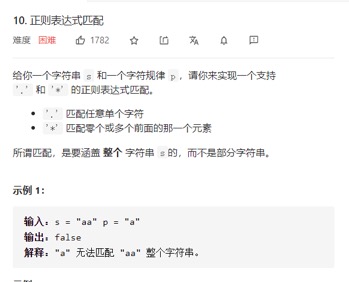 10. 正则表达式匹配
难度 困难 1782
给你一个字符串 s 和一个字符规律 p，请你来实现一个支持
'.' 和 '*' 的正则表达式匹配。
'.' 匹配任意单个字符
'*' 匹配零个或多个前面的那一个元素
所谓匹配，是要涵盖 整个 字符串 s 的，而不是部分字符串。
示例 1：
输入：s = "aa" p = "a"
输出：false
解释："a" 无法匹配 "aa" 整个字符串。